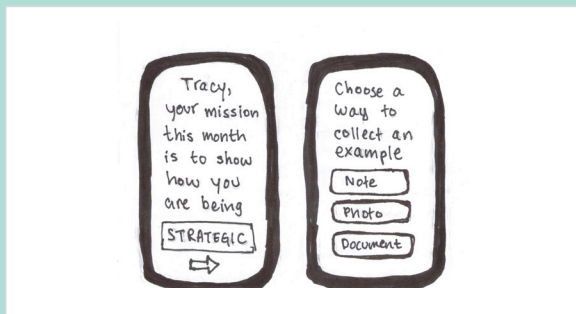 Tracy,
your mission
this month
is to show
how you
are being
STRATEGIC
Choose a
way to
collect an
example
Note
Photo
Document